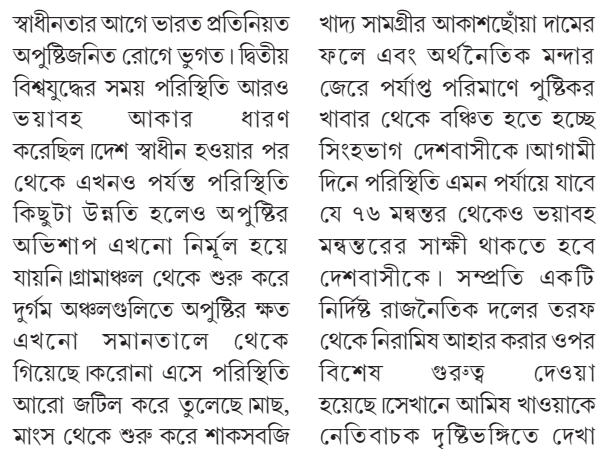 স্বাধীনতার আগে ভারত প্রতিনিয়ত
অপুষ্টিজনিত রোগে ভুগত। দ্বিতীয়
বিশ্বযুদ্ধের সময় পরিস্থিতি আরও
ভয়াবহ আকার ধারণ
করেছিল।দেশ স্বাধীন হওয়ার পর
থেকে এখনও পর্যন্ত পরিস্থিতি
কিছুটা উন্নতি হলেও অপুষ্টির
অভিশাপ এখনো নির্মূল হয়ে
যায়নি।গ্রামাঞ্চল থেকে শুরু করে
দুর্গম অঞ্চলগুলিতে অপুষ্টির ক্ষত
এখনো সমানতালে থেকে
গিয়েছে।করোনা এসে পরিস্থিতি
আরো জটিল করে তুলেছে।মাছ,
মাংস থেকে শুরু করে শাকসবজি
খাদ্য সামগ্রীর আকাশছোঁয়া দামের
ফলে এবং অর্থনৈতিক মন্দার
জেরে পর্যাপ্ত পরিমাণে পুষ্টিকর
খাবার থেকে বঞ্চিত হতে হচ্ছে
সিংহভাগ দেশবাসীকে।আগামী
দিনে পরিস্থিতি এমন পর্যায়ে যাবে
যে ৭৬ মন্বন্তর থেকেও ভয়াবহ
মন্বন্তরের সাক্ষী থাকতে হবে
দেশবাসীকে। সম্প্রতি একটি
নির্দিষ্ট রাজনৈতিক দলের তরফ
থেকে নিরামিষ আহার করার ওপর
বিশেষ গুরুত্ব দেওয়া
হয়েছে।সেখানে আমিষ খাওয়াকে
নেতিবাচক দৃষ্টিভঙ্গিতে দেখা